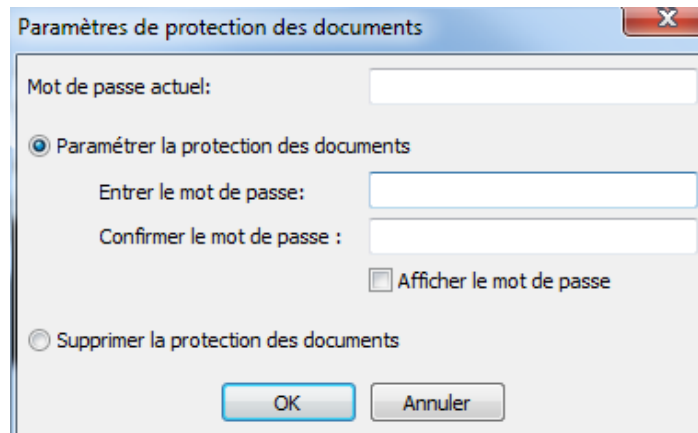 Paramètres de protection des documents
Mot de passe actuel:
Paramétrer la protection des documents
Entrer le mot de passe:
Confirmer le mot de passe :
Afficher le mot de passe
Supprimer la protection des documents
OK Annuler